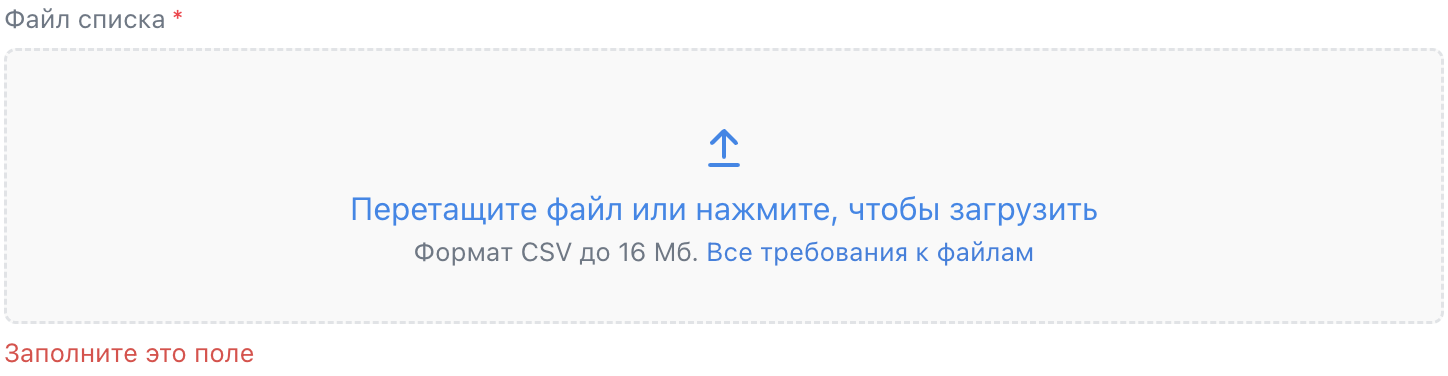 Файл списка *
Перетащите файл или нажмите, чтобы загрузить
Формат CSV до 16 Мб. Все требования к файлам
Заполните это поле